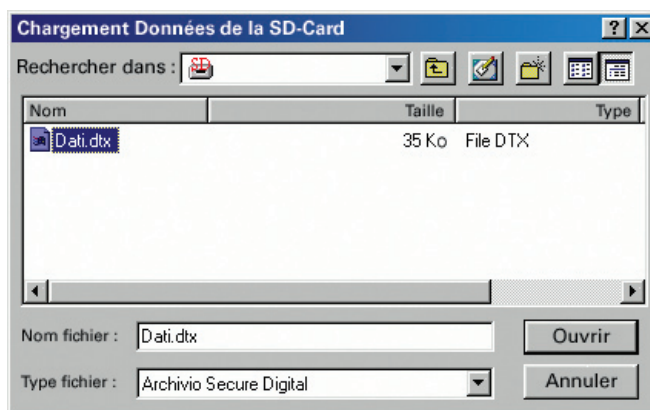 Chargement Données de la SD-Card
Rechercher dans :
Nom Taille Type
Dati.dtx 35 Ko File DTX
Nom fichier : Dati.dtx Ouvrir
Type fichier : Archivio Secure Digital Annuler